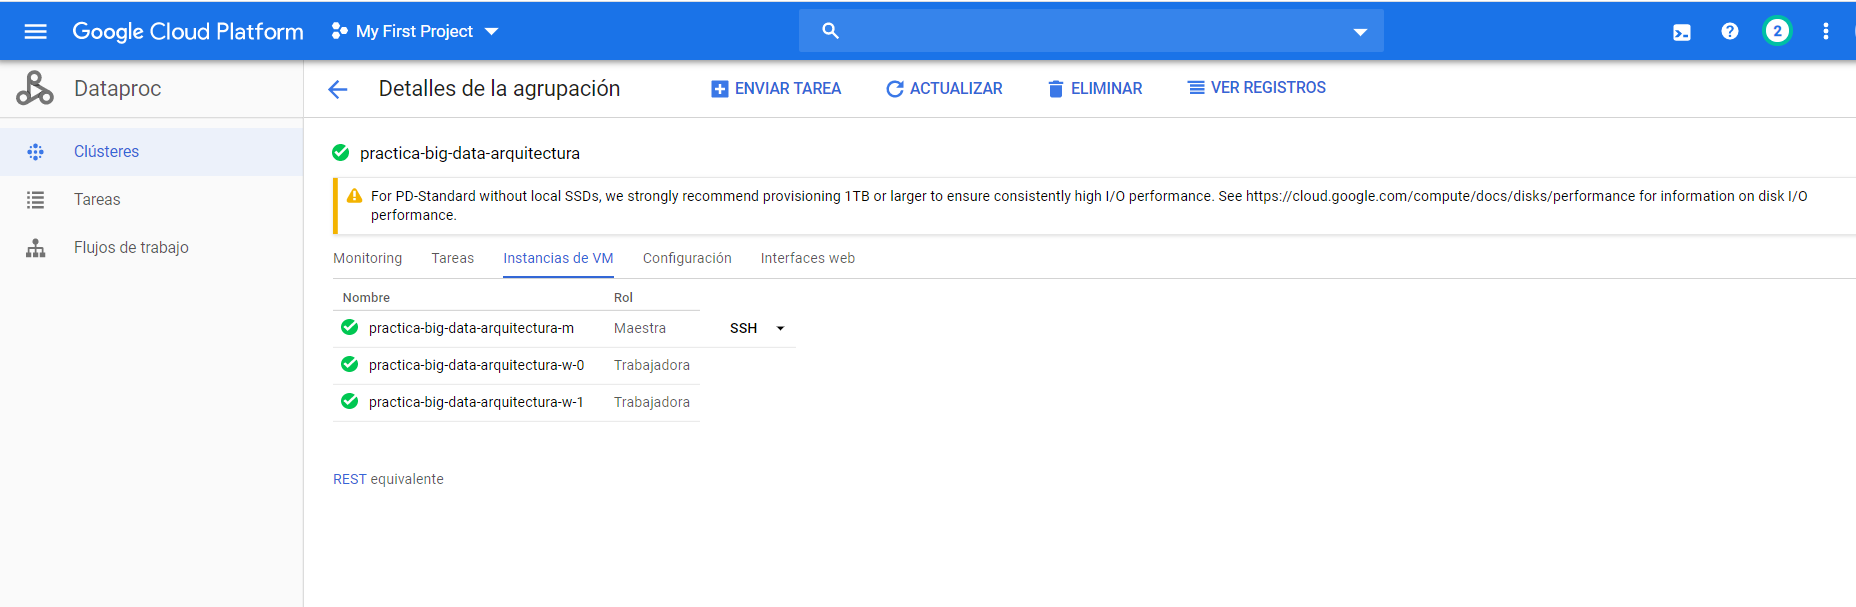 Google Cloud Platform My First Project 2
Dataproc
Detalles de la agrupación ENVIAR TAREA ACTUALIZAR ELIMINAR VER REGISTROS
Clústeres
Tareas
Flujos de trabajo
practica-big-data-arquitectura
For PD-Standard without local SSDs, we strongly recommend provisioning 1TB or larger to ensure consistently high I/O performance. See https://cloud.google.com/compute/docs/disks/performance for information on disk I/O
performance.
Monitoring Tareas Instancias de VM Configuración Interfaces web
Nombre Rol
practica-big-data-arquitectura-m Maestra SSH
practica-big-data-arquitectura-w-0 Trabajadora
practica-big-data-arquitectura-w-1 Trabajadora
REST equivalente